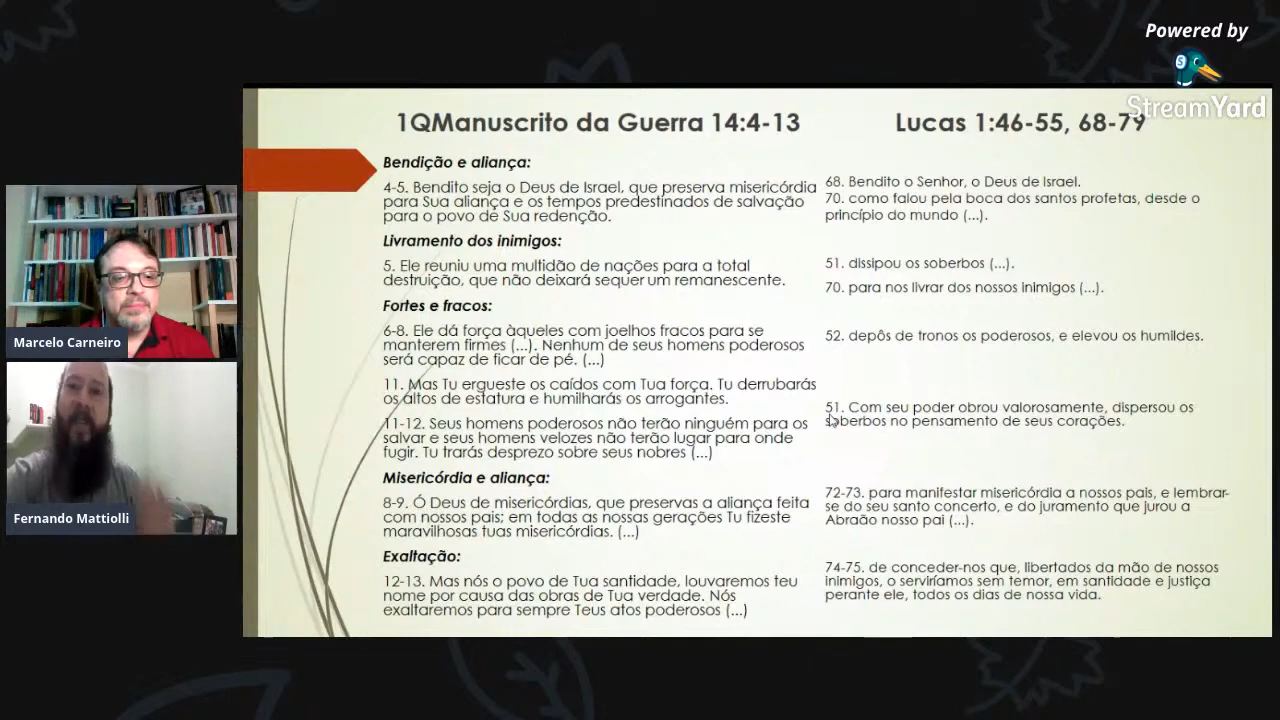 Powered by
StreamYard
1QManuscrito da Guerra 14:4-13
Bendição e aliança:
4-5. Bendito seja o Deus de Israel, que preserva misericórdia
para Sua aliança e os tempos predestinados de salvação
para o povo de Sua redenção.
Livramento dos inimigos:
5. Ele reuniu uma multidão de nações para a total
destruição, que não deixará sequer um remanescente.
Fortes e fracos:
6-8. Ele dá força àqueles com joelhos fracos para se
manterem firmes (...). Nenhum de seus homens poderosos
será capaz de ficar de pé. (...)
11. Mas Tu ergueste os caídos com Tua força. Tu derrubarás
os altos de estatura e humilharás os arrogantes.
11-12. Seus homens poderosos não terão ninguém para os
salvar e seus homens velozes não terão lugar para onde
fugir. Tu trarás desprezo sobre seus nobres (...)
Misericórdia e aliança:
8-9. Ó Deus de misericórdias, que preservas a aliança feita
com nossos pais; em todas as nossas gerações Tu fizeste
maravilhosas tuas misericórdias. (...)
Exaltação:
12-13. Mas nós o povo de Tua santidade, louvaremos teu
nome por causa das obras de Tua verdade. Nós
exaltaremos para sempre Teus atos poderosos (...)
Lucas 1:46-55, 68-79
68. Bendito o Senhor, o Deus de Israel.
70. como falou pela boca dos santos profetas, desde o
princípio do mundo (...).
51. dissipou os soberbos (...).
70. para nos livrar dos nossos inimigos (...).
52. depôs de tronos os poderosos, e elevou os humildes.
51. Com seu poder obrou valorosamente, dispersou os
soberbos no pensamento de seus corações.
72-73. para manifestar misericórdia a nossos pais, e lembrar-
se do seu santo concerto, e do juramento que jurou a
Abraão nosso pai (...).
74-75. de conceder-nos que, libertados da mão de nossos
inimigos, o serviríamos sem temor, em santidade e justiça
perante ele, todos os dias de nossa vida.
Marcelo Carneiro
Fernando Mattiolli